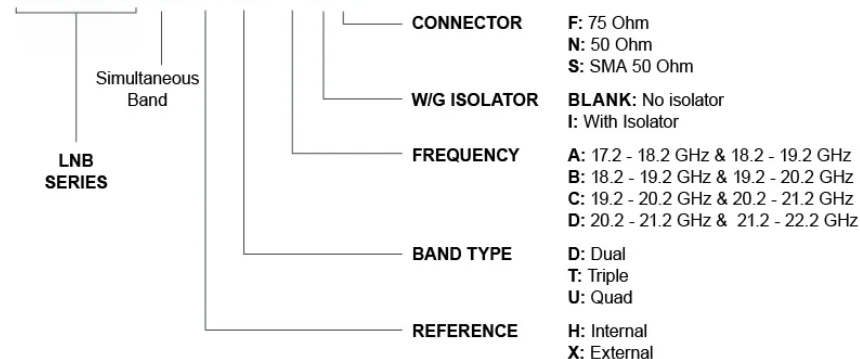 CONNECTOR
F: 75 Ohm
N: 50 Ohm
S: SMA 50 Ohm
Simultaneous
Band
W/G ISOLATOR
BLANK: No isolator
I: With Isolator
LNB
SERIES
FREQUENCY
A: 17.2 - 18.2 GHz & 18.2 - 19.2 GHz
B: 18.2 - 19.2 GHz & 19.2 - 20.2 GHz
C: 19.2 - 20.2 GHz & 20.2 - 21.2 GHz
D: 20.2 - 21.2 GHz & 21.2 - 22.2 GHz
BAND TYPE
D: Dual
T: Triple
U: Quad
REFERENCE
H: Internal
X: External